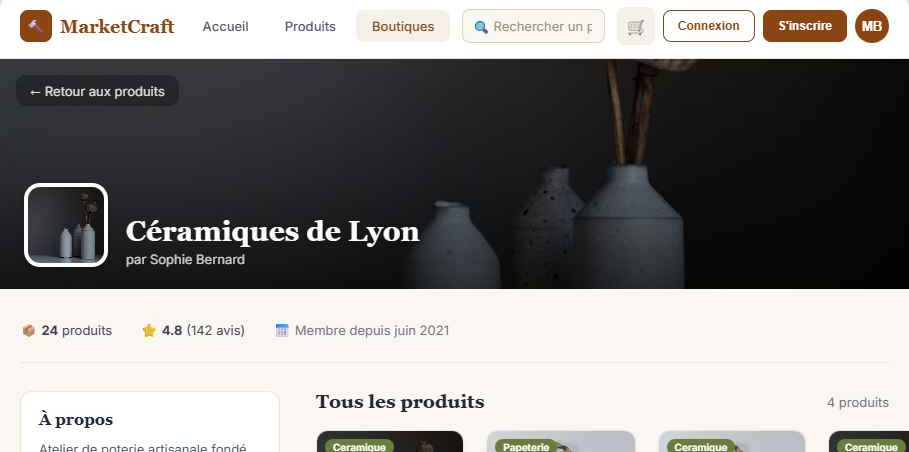 MarketCraft Accueil Produits Boutiques Rechercher un p Connexion S'inscrire MB
← Retour aux produits
Céramiques de Lyon
par Sophie Bernard
24 produits 4.8 (142 avis) Membre depuis juin 2021
À propos
Tous les produits 4 produits
Atelier de poterie artisanale fondé
Ceramique Papeterie Ceramique Ceramique